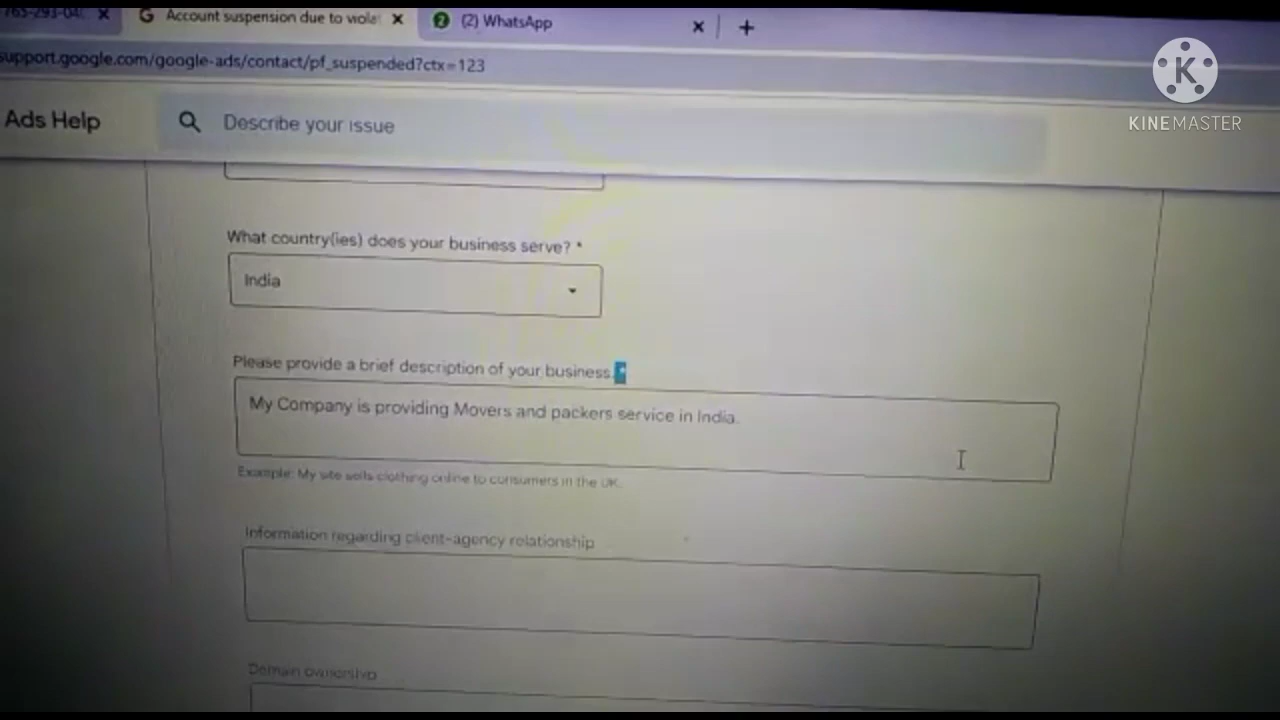 Account suspension due to violat
2 (2) WhatsApp
support.google.com/google-ads/contact/pf_suspended?ctx=123
K
KINEMASTER
Ads Help
Describe your issue
What country(ies) does your business serve? *
India
Please provide a brief description of your business. *
My Company is providing Movers and packers service in India.
Example: My site sells clothing online to consumers in the UK.
Information regarding client-agency relationship
Domain ownership